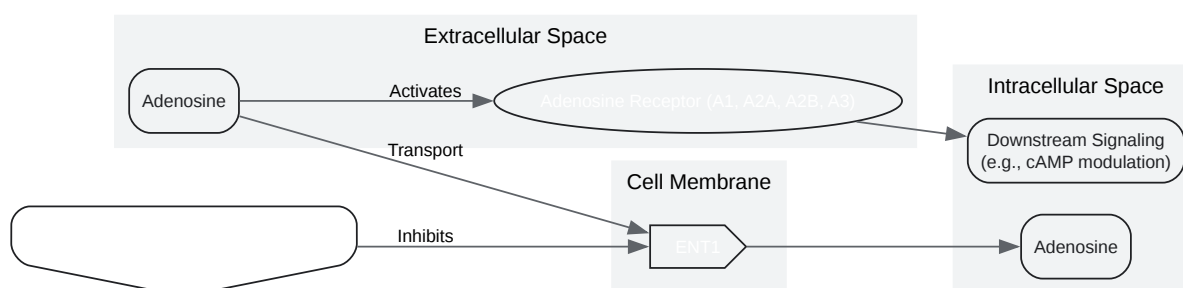 Extracellular Space
Adenosine
Activates
Adenosine Receptor (A1, A2A, A2B, A3)
Intracellular Space
Downstream Signaling
(e.g., cAMP modulation)
Transport
Cell Membrane
Inhibits
ENT1
Adenosine